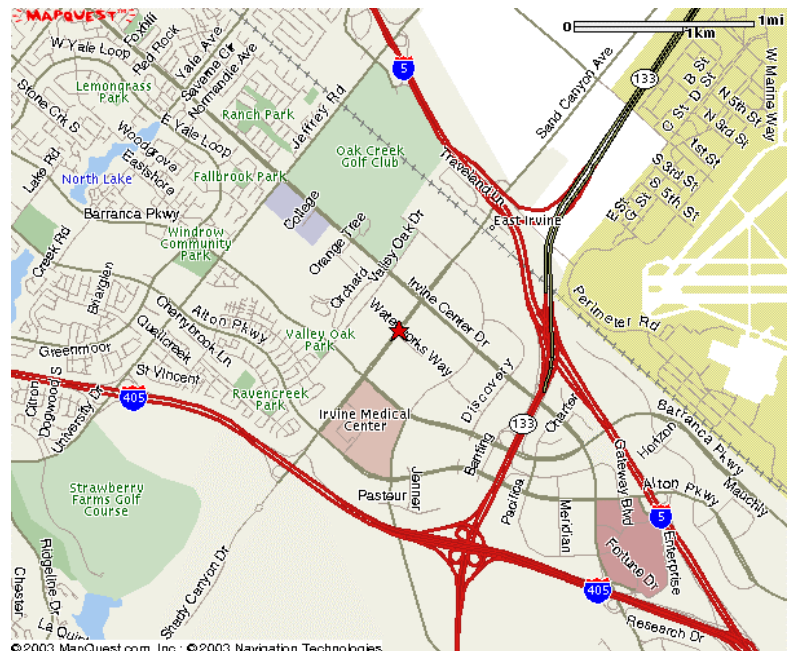 MAPQUEST
Foxhill
W Yale Loop
Red Rock
Yale Ave
Saverne Cir
Normandie Ave
5
0
1mi
1km
133
Sand Canyon Ave
W Marine Way
B St
C St
D St
N 5th St
N 3rd St
1st St
S 3rd St
S 5th St
E St
G St
Lemongrass
Park
Stone Crk S
Ranch Park
Jeffrey Rd
Woodgrove
Eastshore
E Yale Loop
Oak Creek
Golf Club
Traveland Ln
Lake Rd
North Lake
Fallbrook Park
College
East Irvine
Barranca Pkwy
Windrow
Community
Park
Orange Tree
Valley Oak Dr
Creek Rd
Orchard
Irvine Center Dr
Perimeter Rd
Briarglen
Alton Pkwy
Cherrybrook Ln
Quailcreek
Valley Oak
Park
Waterworks Way
Greenmoor
St Vincent
Discovery
Citron
Dogwood S
University Dr
405
Ravencreek
Park
Irvine Medical
Center
133
Charter
Barranca Pkwy
Banting
Horizon
Gateway Blvd
Strawberry
Farms Golf
Course
Pasteur
Jenner
Pacifica
Meridian
Alton Pkwy
Mauchly
5
Fortune Dr
Enterprise
Ridgeline Dr
Chester
Shady Canyon Dr
405
La Quin
Research Dr
©2003 MapQuest.com, Inc.; ©2003 Navigation Technologies